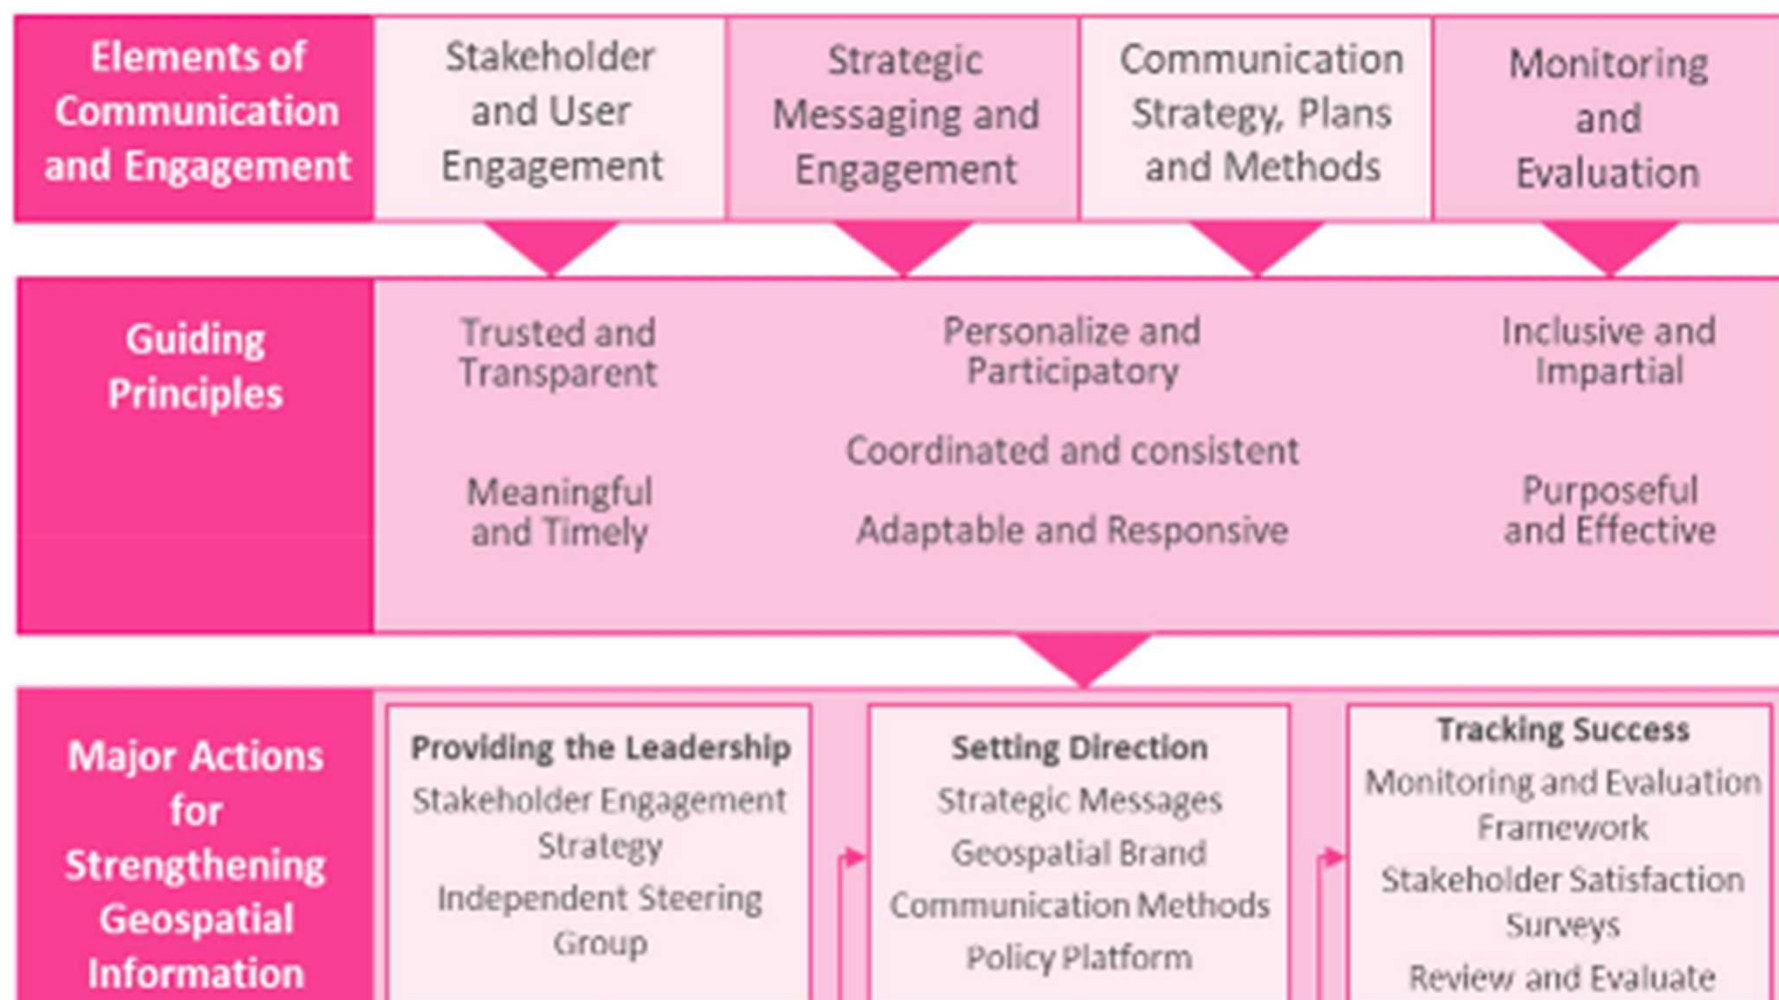 Elements of
Communication
and Engagement
Stakeholder
and User
Engagement
Strategic
Messaging and
Engagement
Communication
Strategy, Plans
and Methods
Monitoring
and
Evaluation
Guiding
Principles
Trusted and
Transparent
Personalize and
Participatory
Inclusive and
Impartial
Coordinated and consistent
Meaningful
and Timely
Adaptable and Responsive
Purposeful
and Effective
Major Actions
for
Strengthening
Geospatial
Information
Providing the Leadership
Stakeholder Engagement
Strategy
Independent Steering
Group
Setting Direction
Strategic Messages
Geospatial Brand
Communication Methods
Policy Platform
Tracking Success
Monitoring and Evaluation
Framework
Stakeholder Satisfaction
Surveys
Review and Evaluate